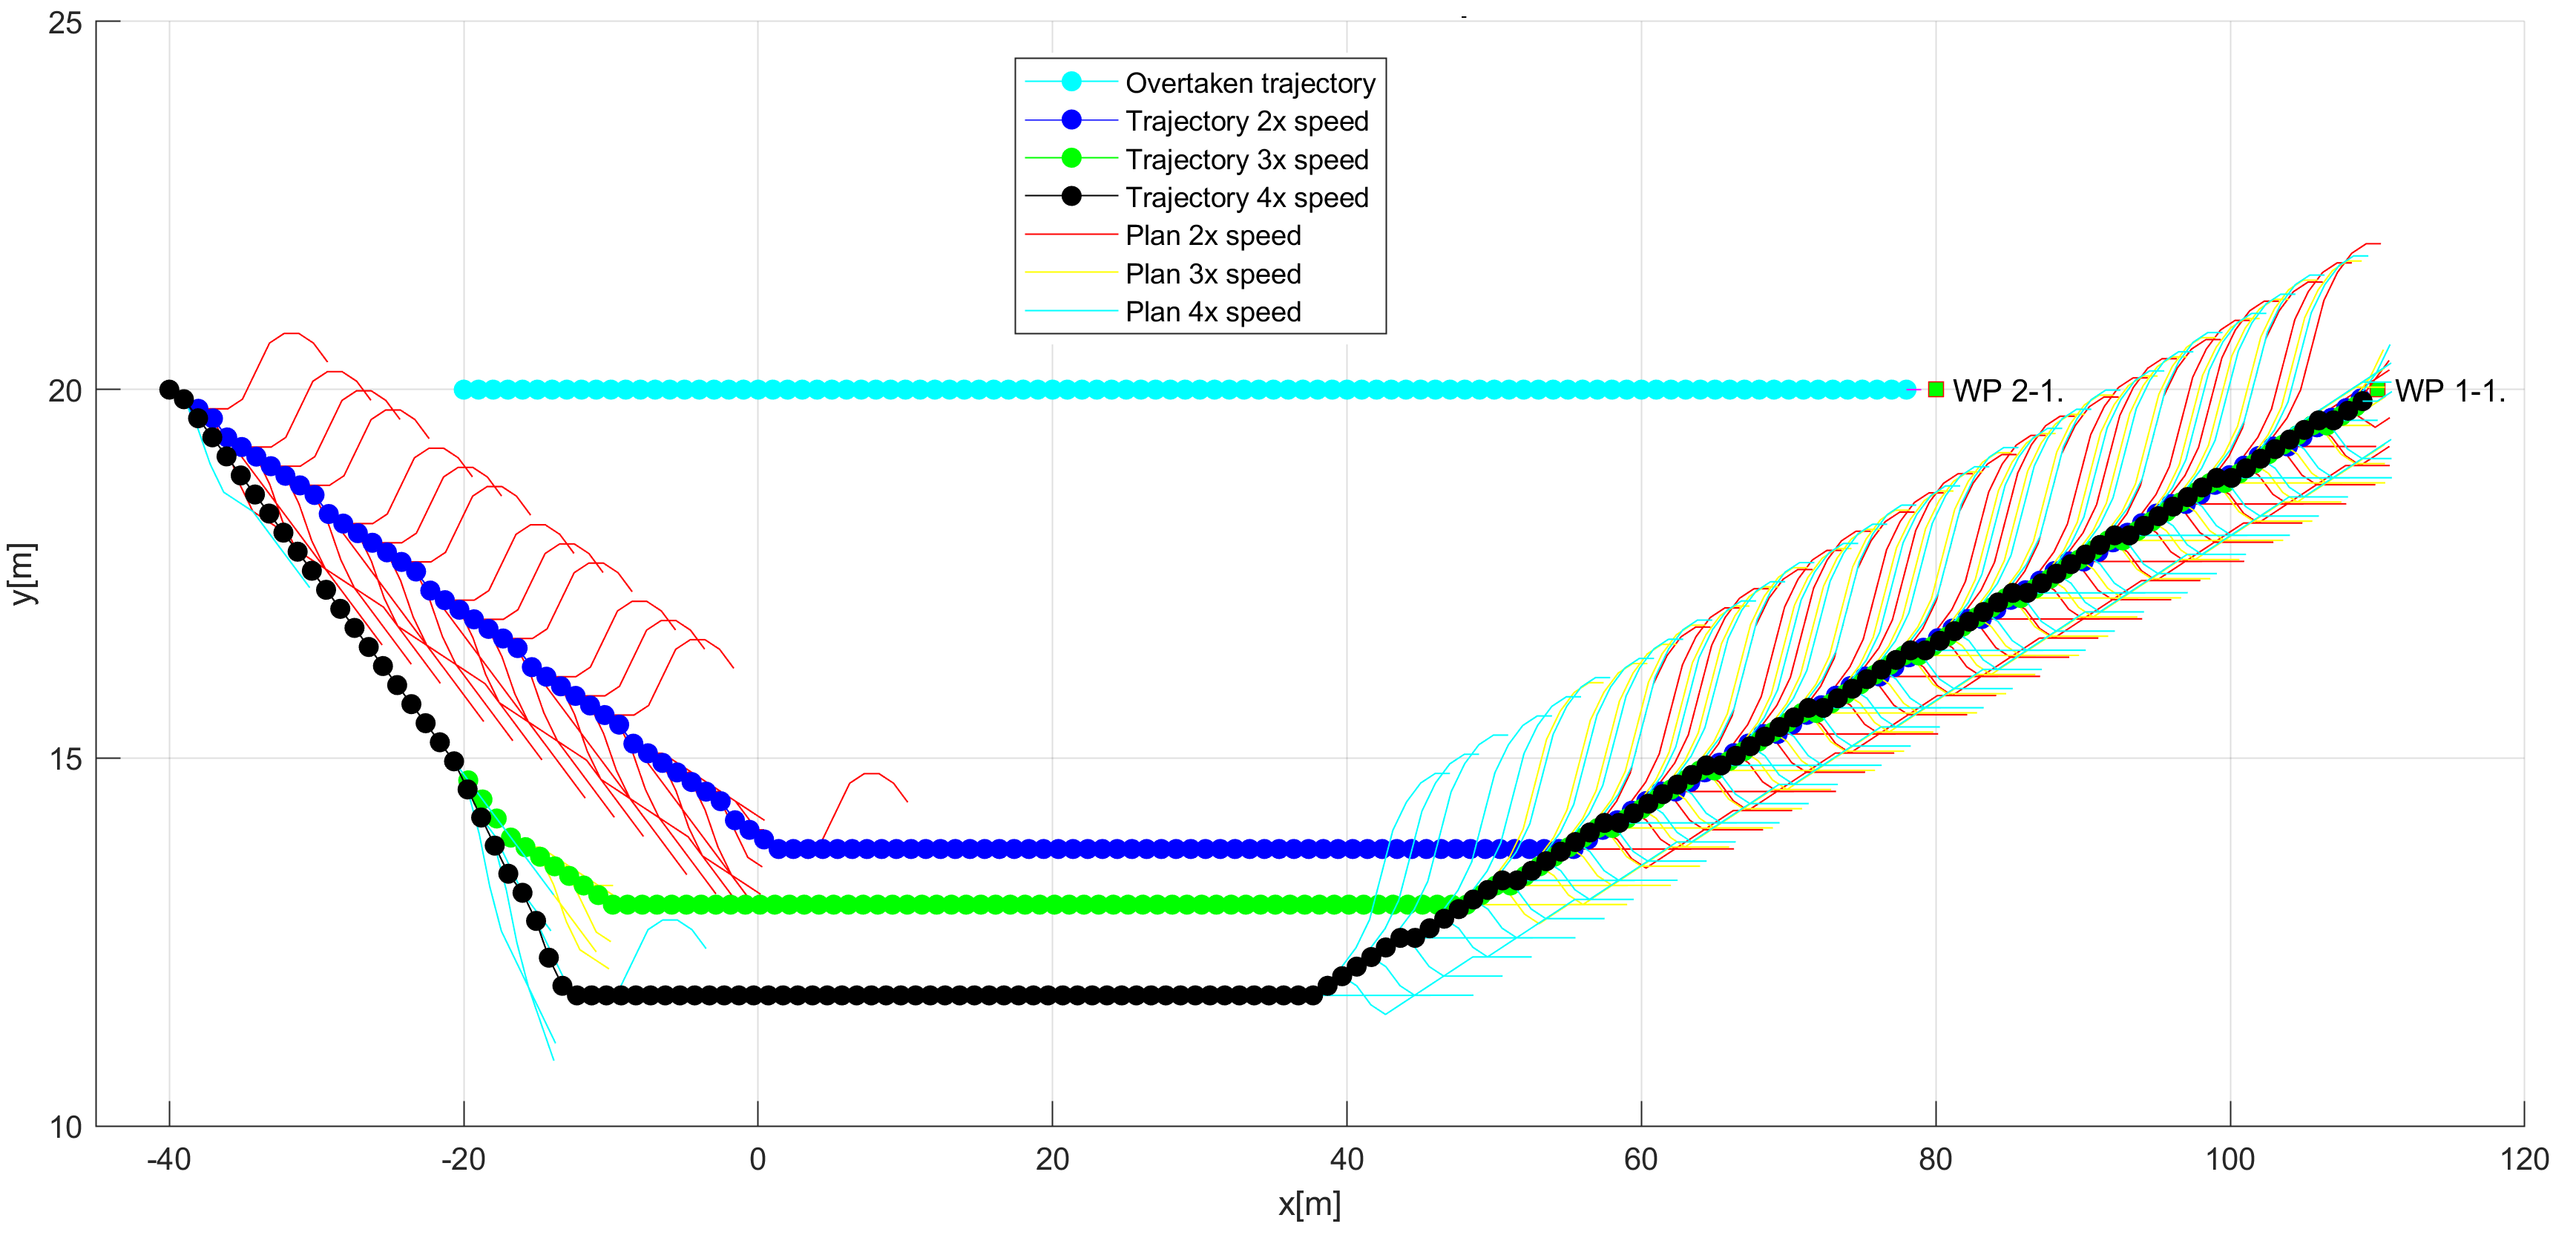 25
Overtaken trajectory
Trajectory 2x speed
Trajectory 3x speed
Trajectory 4x speed
Plan 2x speed
Plan 3x speed
Plan 4x speed
20
WP 2-1.
WP 1-1.
y[m]
15
10
-40 -20 0 20 40 60 80 100 120
x[m]